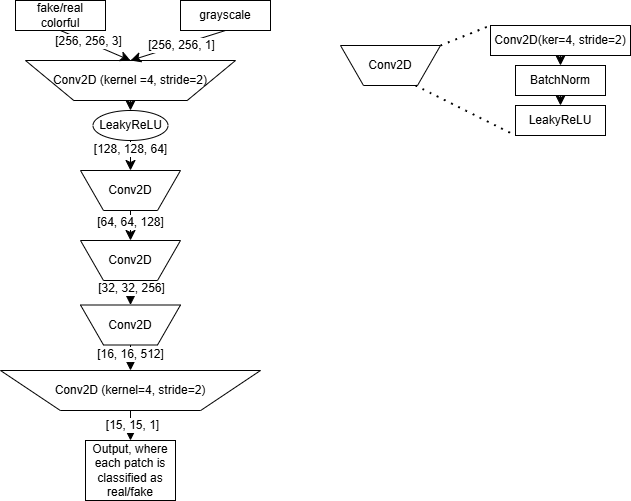 fake/real
colorful
grayscale
[256, 256, 3]
[256, 256, 1]
Conv2D (kernel =4, stride=2)
LeakyReLU
[128, 128, 64]
Conv2D
[64, 64, 128]
Conv2D
[32, 32, 256]
Conv2D
[16, 16, 512]
Conv2D (kernel=4, stride=2)
[15, 15, 1]
Output, where
each patch is
classified as
real/fake
Conv2D
Conv2D(ker=4, stride=2)
BatchNorm
LeakyReLU